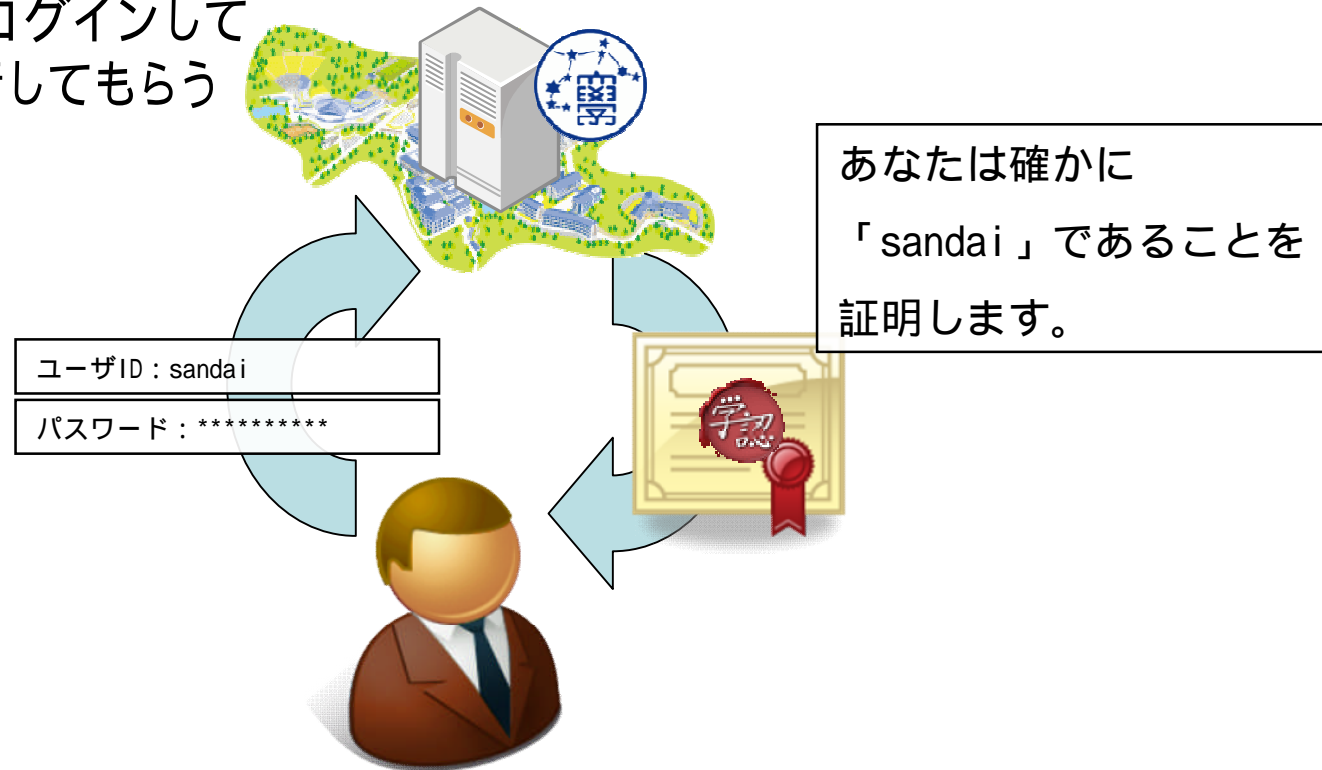 ログインして
してもらう
あなたは確かに
「sandai」であることを
証明します。
ユーザID：sandai
パスワード：**********
学認